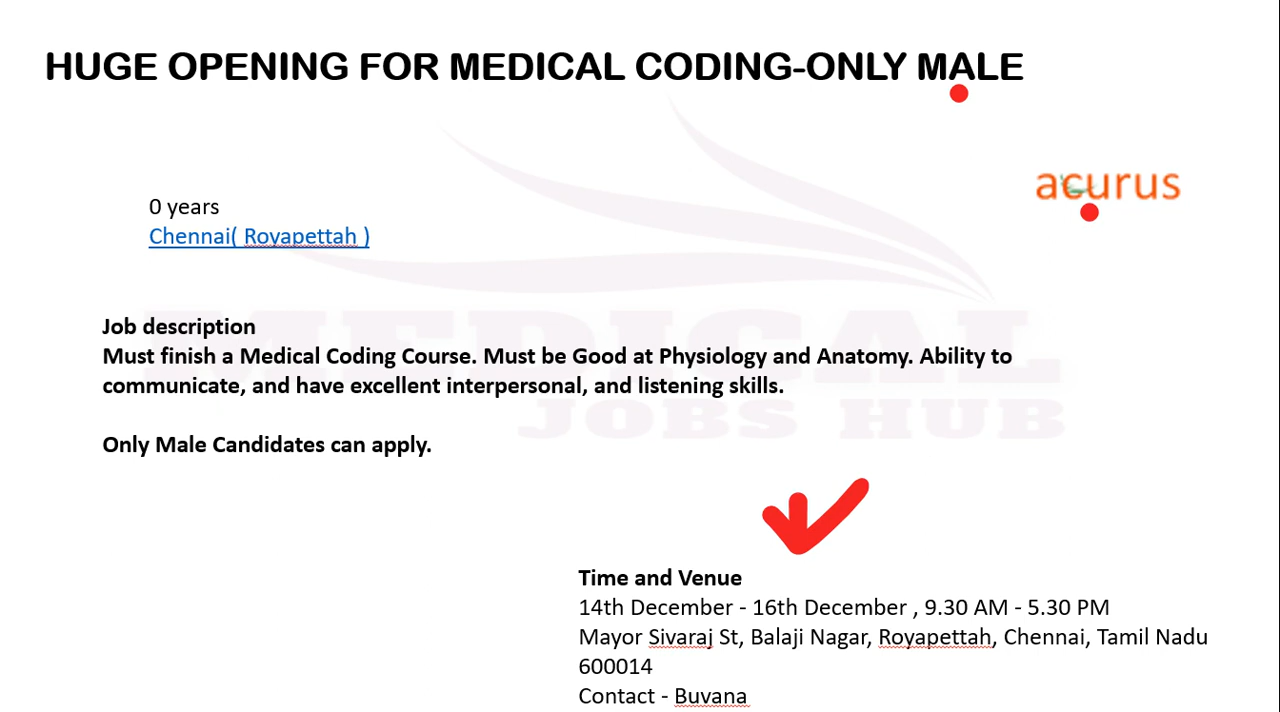 HUGE OPENING FOR MEDICAL CODING-ONLY MALE
acurus
0 years
Chennai( Royapettah )
Job description
Must finish a Medical Coding Course. Must be Good at Physiology and Anatomy. Ability to
communicate, and have excellent interpersonal, and listening skills.
MEDICAL
JOBS HUB
Only Male Candidates can apply.
Time and Venue
14th December - 16th December , 9.30 AM - 5.30 PM
Mayor Sivaraj St, Balaji Nagar, Royapettah, Chennai, Tamil Nadu
600014
Contact - Buvana